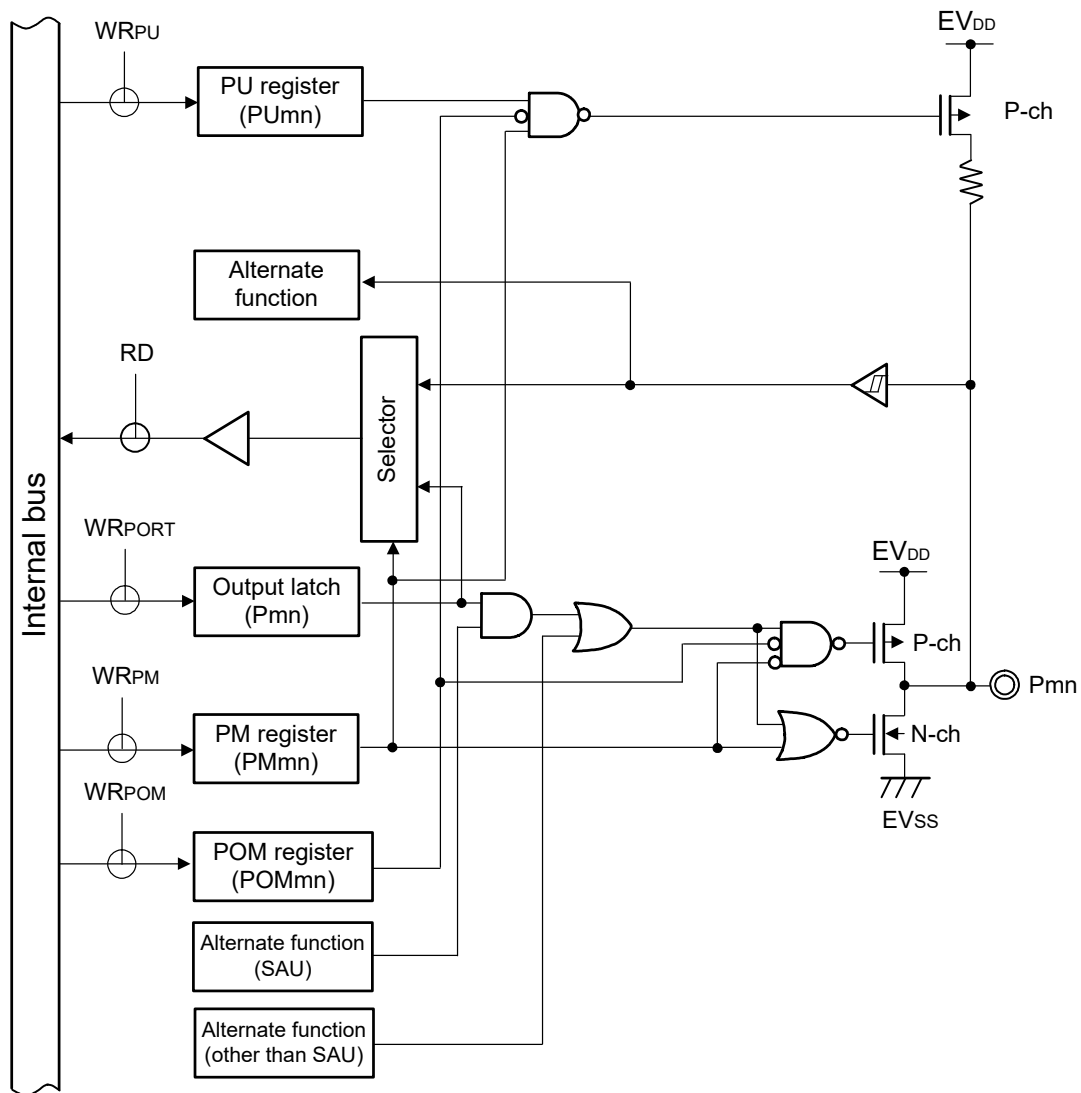 WRPU
EVDD
PU register
(PUmn)
P-ch
Alternate
function
RD
Selector
Internal bus
WRPORT
EVDD
Output latch
(Pmn)
P-ch
WRPM
Pmn
PM register
(PMmn)
N-ch
WRPOM
EVSS
POM register
(POMmn)
Alternate function
(SAU)
Alternate function
(other than SAU)